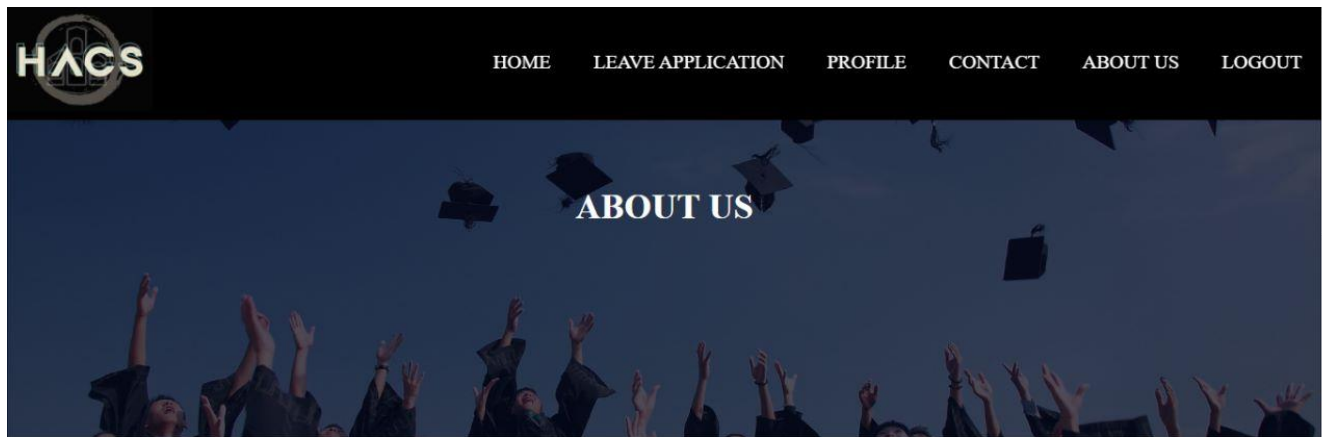 HACS
HOME LEAVE APPLICATION PROFILE CONTACT ABOUT US LOGOUT
ABOUT US